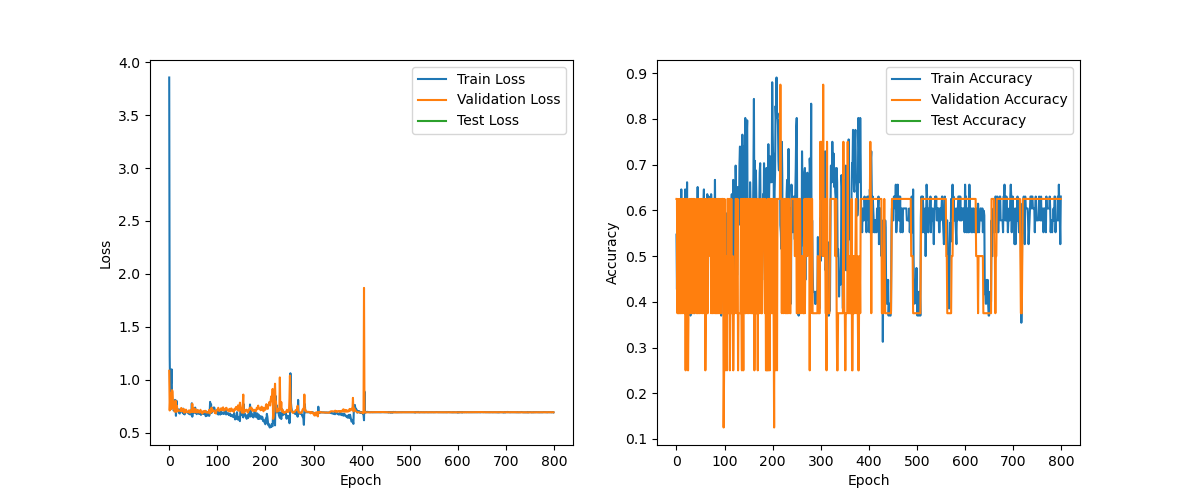 4.0
3.5
3.0
2.5
2.0
1.5
1.0
0.5
Loss
0 100 200 300 400 500 600 700 800
Epoch
Train Loss
Validation Loss
Test Loss
0.9
0.8
0.7
0.6
0.5
0.4
0.3
0.2
0.1
Accuracy
0 100 200 300 400 500 600 700 800
Epoch
Train Accuracy
Validation Accuracy
Test Accuracy